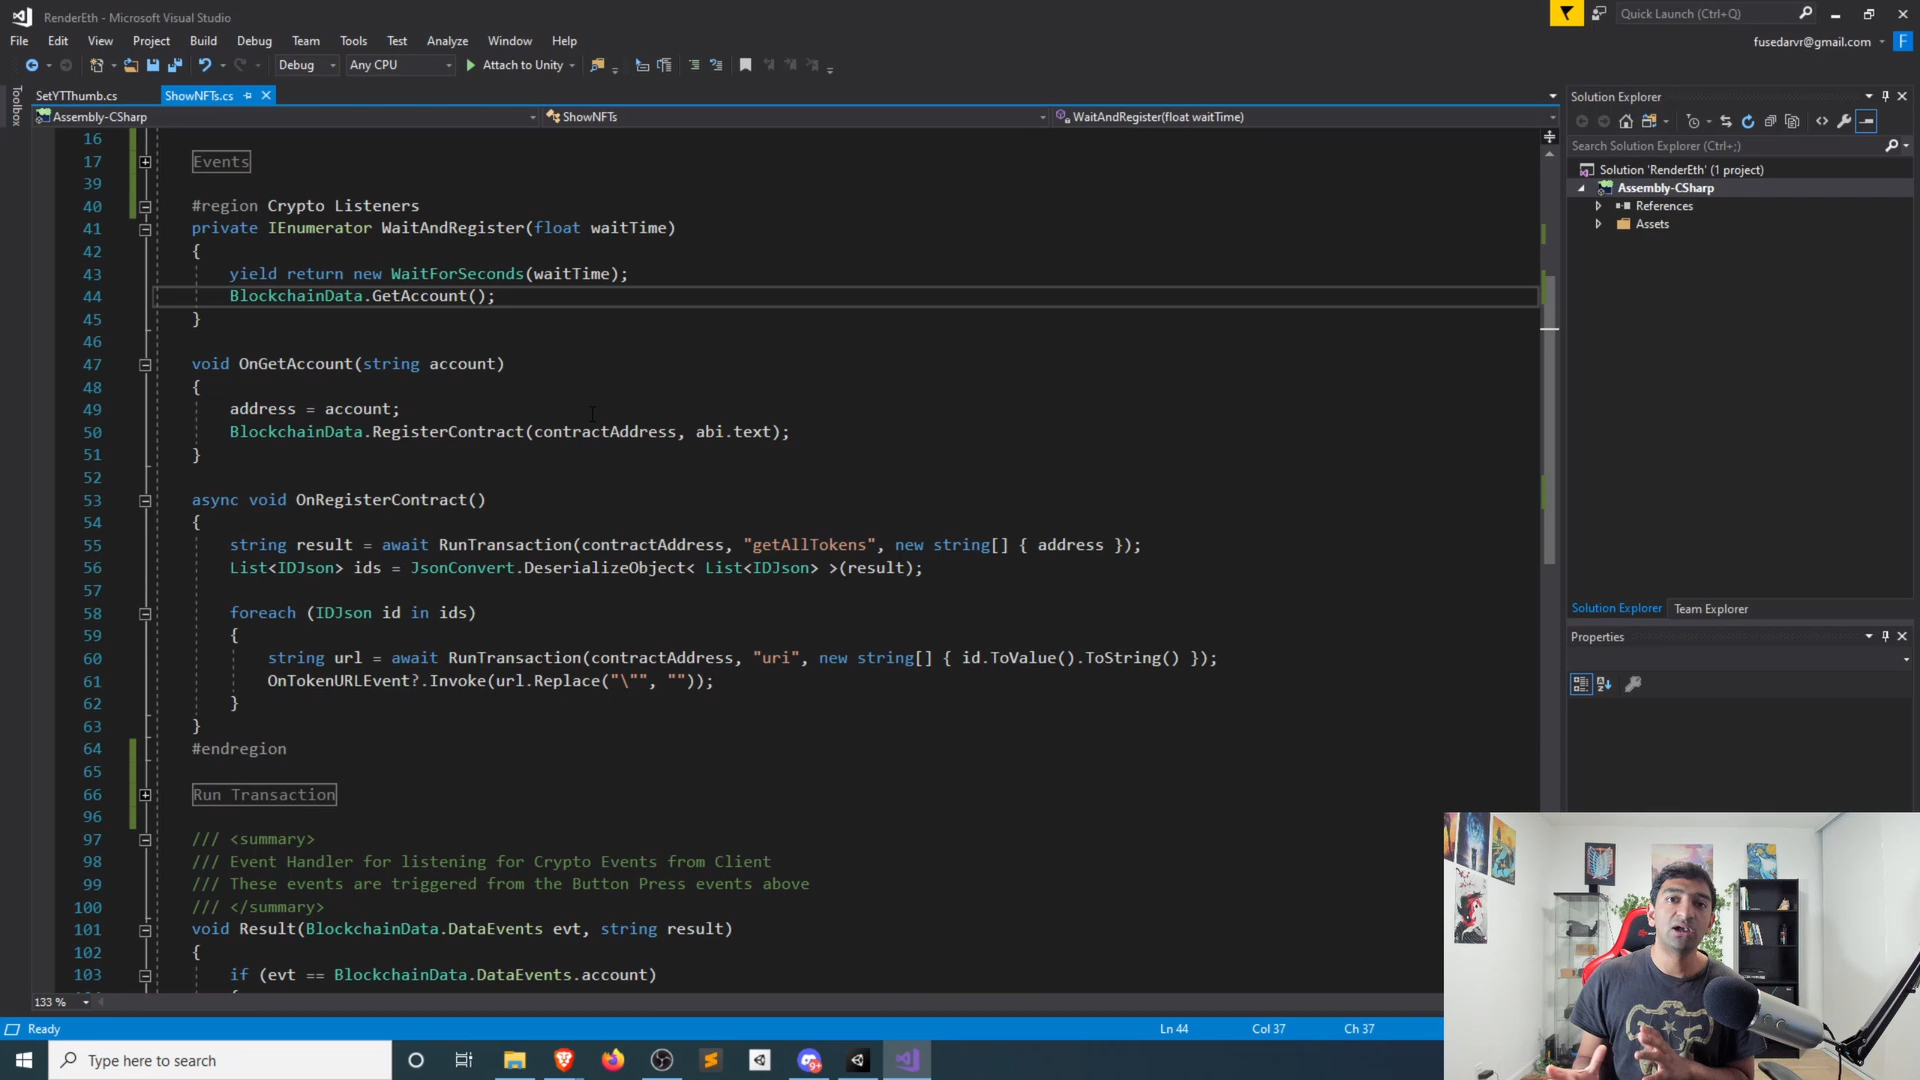 RenderEth - Microsoft Visual Studio
Quick Launch (Ctrl+Q)
File Edit View Project Build Debug Team Tools Test Analyze Window Help
fusedarvr@gmail.com
F
Debug Any CPU Attach to Unity
Toolbox
SetYTThumb.cs ShowNFTs.cs
Assembly-CSharp ShowNFTs WaitAndRegister(float waitTime)
16
17 Events
39
40 #region Crypto Listeners
41 private IEnumerator WaitAndRegister(float waitTime)
42 {
43 yield return new WaitForSeconds(waitTime);
44 BlockchainData.GetAccount();
45 }
46
47 void OnGetAccount(string account)
48 {
49 address = account;
50 BlockchainData.RegisterContract(contractAddress, abi.text);
51 }
52
53 async void OnRegisterContract()
54 {
55 string result = await RunTransaction(contractAddress, "getAllTokens", new string[] { address });
56 List<IDJson> ids = JsonConvert.DeserializeObject< List<IDJson> >(result);
57
58 foreach (IDJson id in ids)
59 {
60 string url = await RunTransaction(contractAddress, "uri", new string[] { id.ToValue().ToString() });
61 OnTokenURLEvent?.Invoke(url.Replace("\"", ""));
62 }
63 }
64 #endregion
65
66 Run Transaction
96
97 /// <summary>
98 /// Event Handler for listening for Crypto Events from Client
99 /// These events are triggered from the Button Press events above
100 /// </summary>
101 void Result(BlockchainData.DataEvents evt, string result)
102 {
103 if (evt == BlockchainData.DataEvents.account)
133 %
Solution Explorer
Search Solution Explorer (Ctrl+;)
Solution 'RenderEth' (1 project)
Assembly-CSharp
References
Assets
Solution Explorer Team Explorer
Properties
Ready Ln 44 Col 37 Ch 37
Type here to search
9+